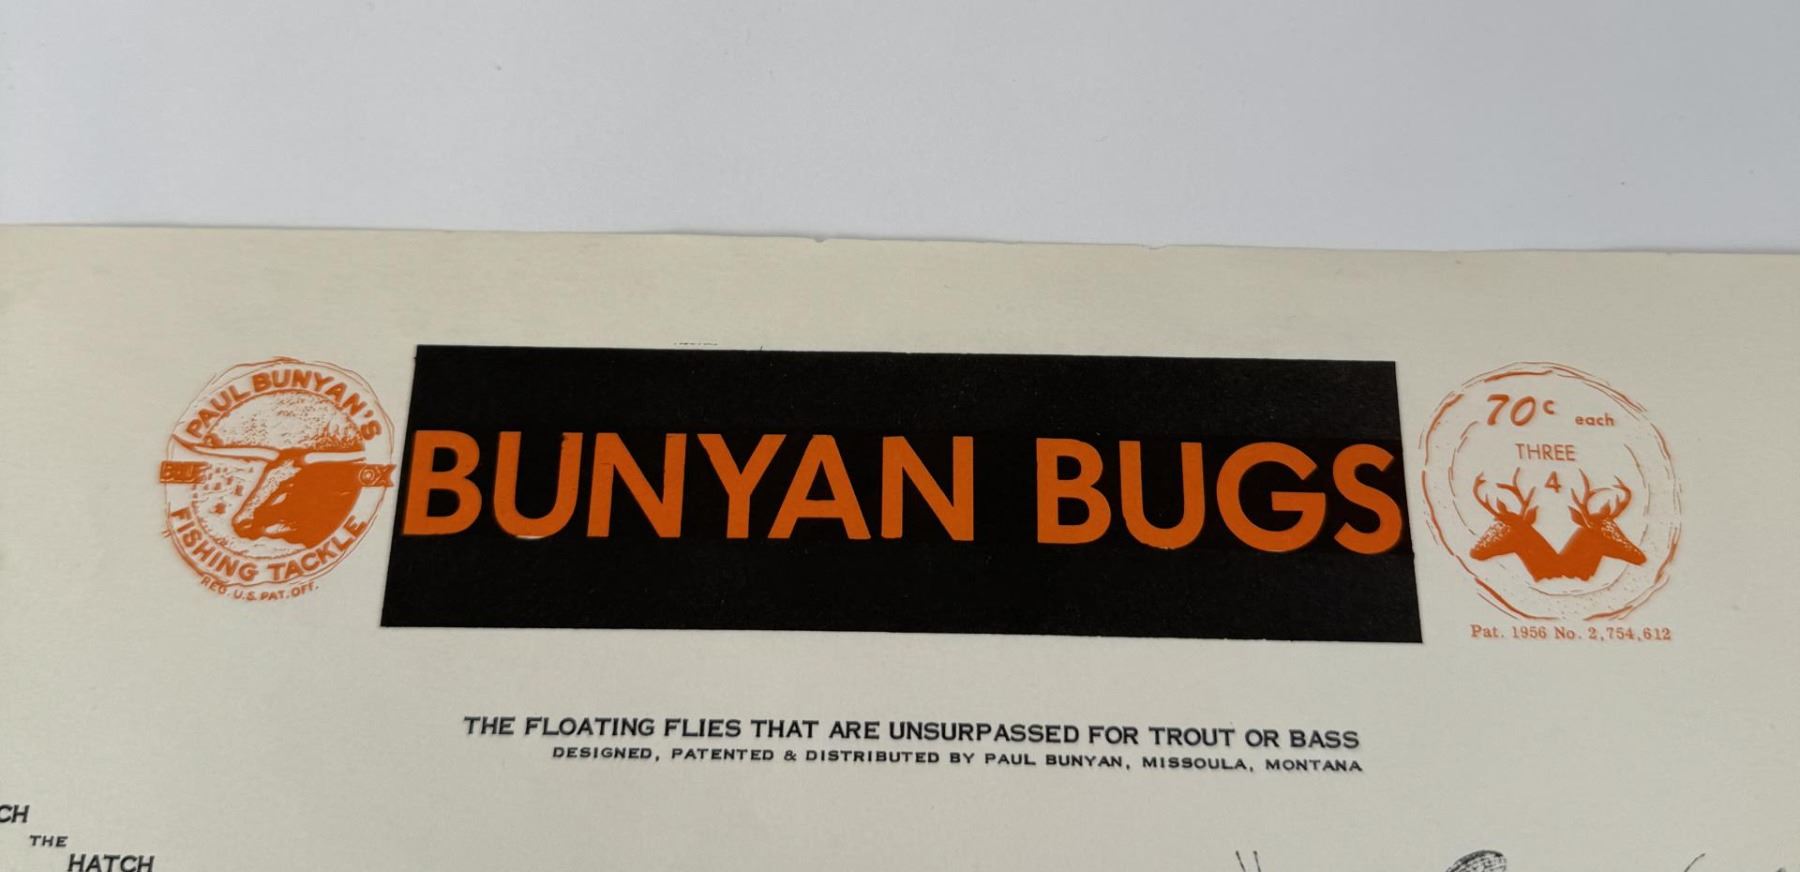 PAUL BUNYAN'S
BLUE OX
FISHING TACKLE
REG. U.S. PAT. OFF.
BUNYAN BUGS
70c each
THREE
4
Pat. 1956 No. 2,754,612
THE FLOATING FLIES THAT ARE UNSURPASSED FOR TROUT OR BASS
DESIGNED, PATENTED & DISTRIBUTED BY PAUL BUNYAN, MISSOULA, MONTANA
CH
THE
HATCH